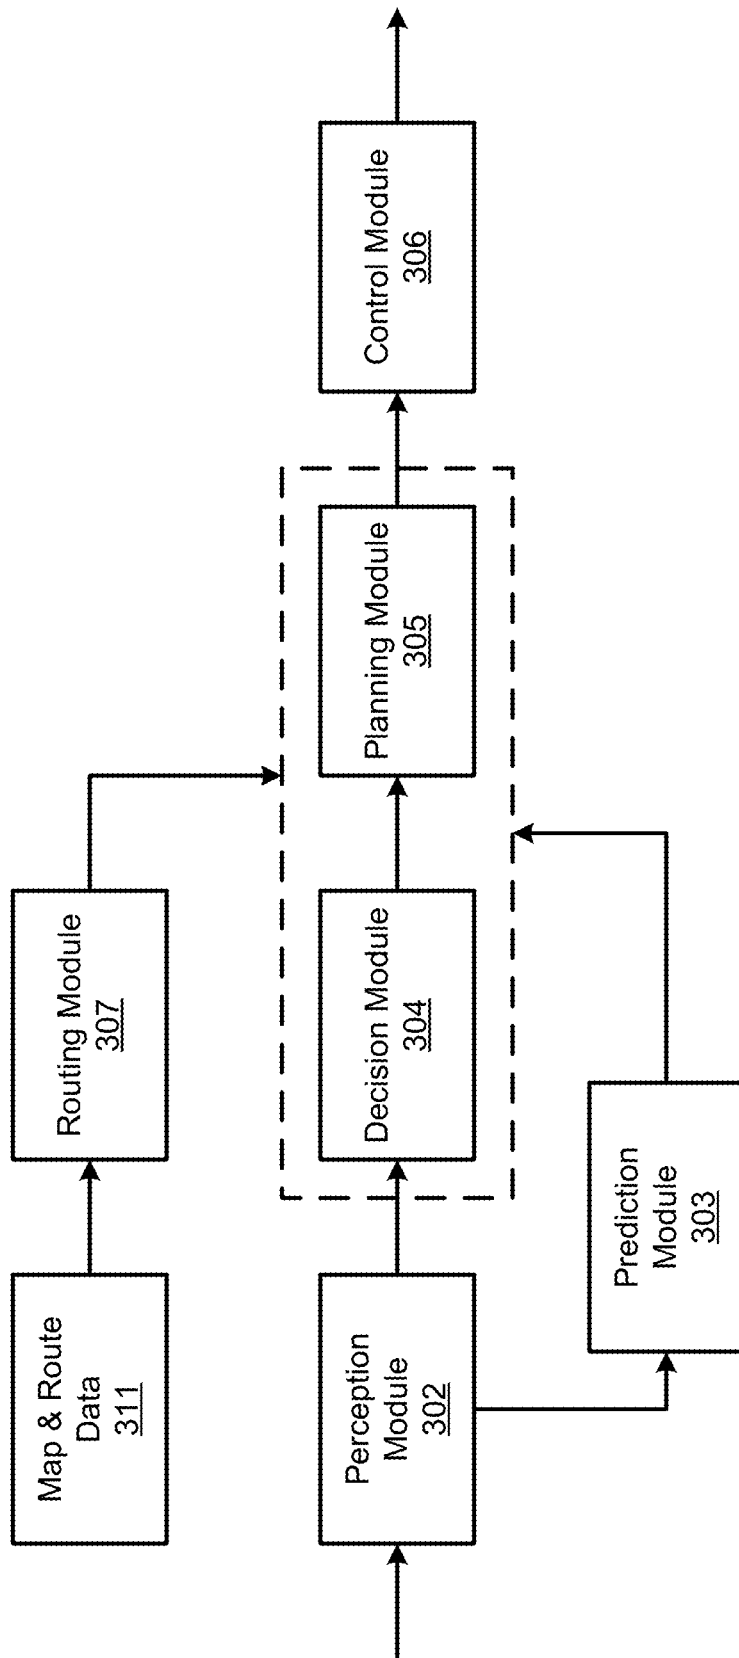 Map & Route
Data
311
Routing Module
307
Perception
Module
302
Decision Module
304
Planning Module
305
Control Module
306
Prediction
Module
303